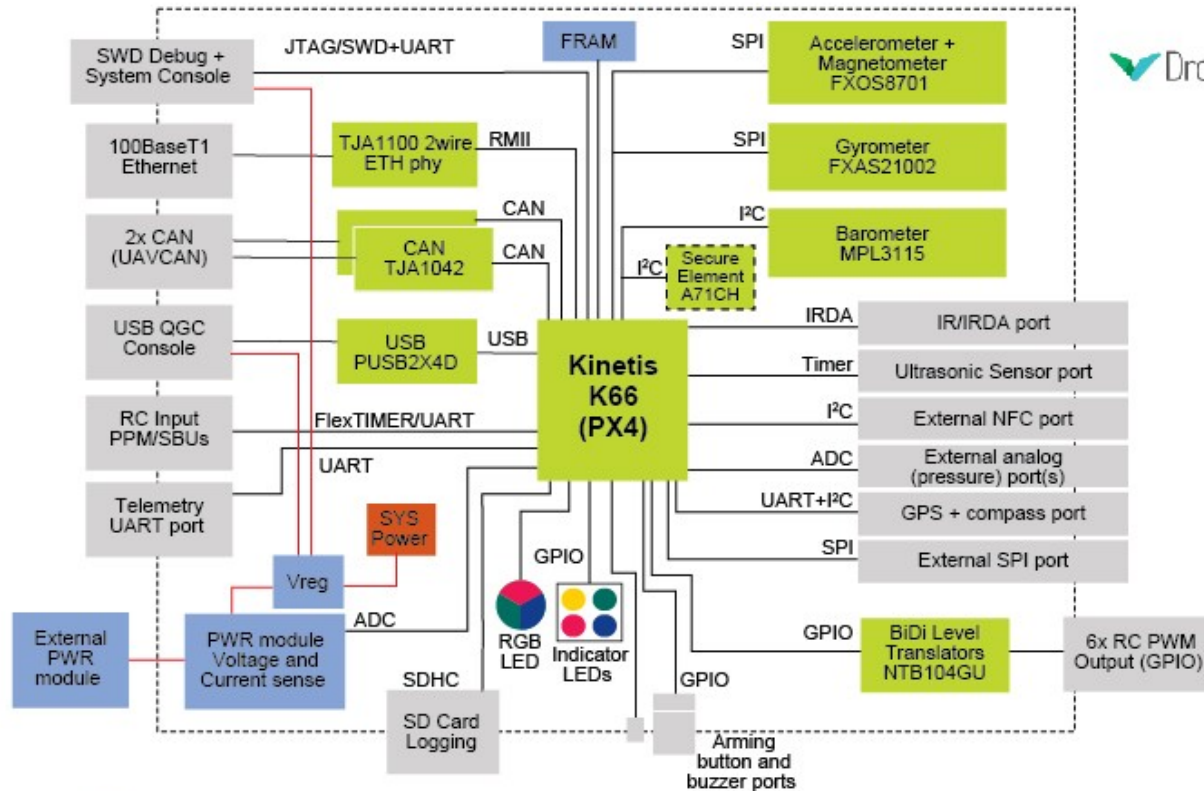 SWD Debug +
System Console
JTAG/SWD+UART
FRAM
SPI
Accelerometer +
Magnetometer
FXOS8701
100BaseT1
Ethernet
TJA1100 2wire
ETH phy
RMII
SPI
Gyrometer
FXAS21002
2x CAN
(UAVCAN)
CAN
CAN
TJA1042
CAN
I²C
Barometer
MPL3115
I²C
Secure
Element
A71CH
USB QGC
Console
USB
PUSB2X4D
USB
Kinetis
K66
(PX4)
IRDA
IR/IRDA port
Timer
Ultrasonic Sensor port
RC Input
PPM/SBUs
FlexTIMER/UART
I²C
External NFC port
UART
ADC
External analog
(pressure) port(s)
Telemetry
UART port
UART+I²C
GPS + compass port
SYS
Power
SPI
External SPI port
Vreg
GPIO
External
PWR
module
PWR module
Voltage and
Current sense
ADC
RGB
LED
Indicator
LEDs
GPIO
BiDi Level
Translators
NTB104GU
6x RC PWM
Output (GPIO)
SDHC
SD Card
Logging
GPIO
Arming
button and
buzzer ports